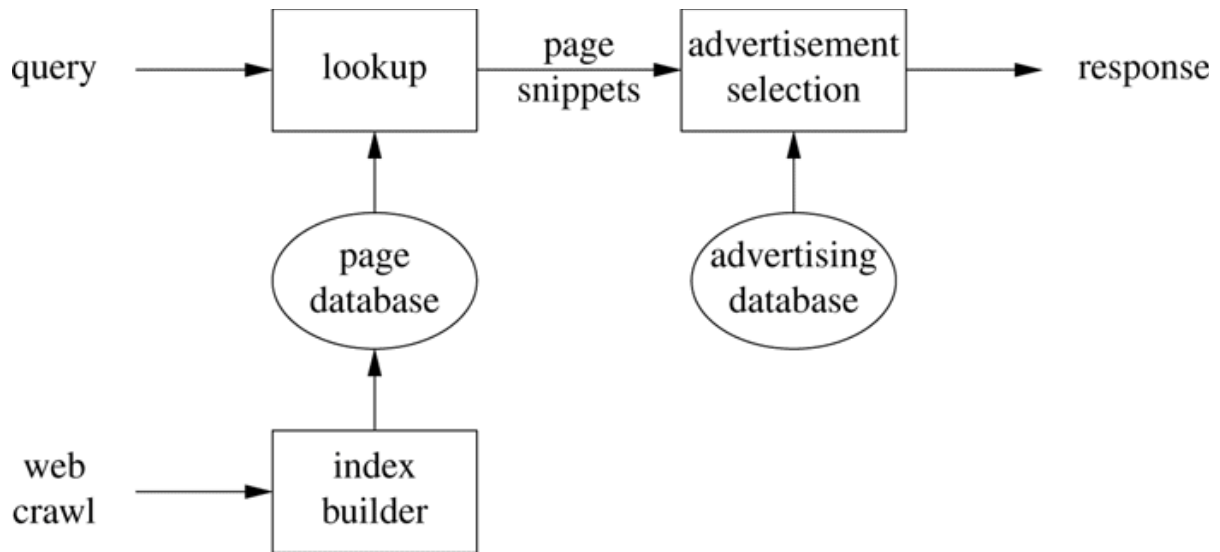 query
lookup
page
snippets
advertisement
selection
response
page
database
advertising
database
web
crawl
index
builder